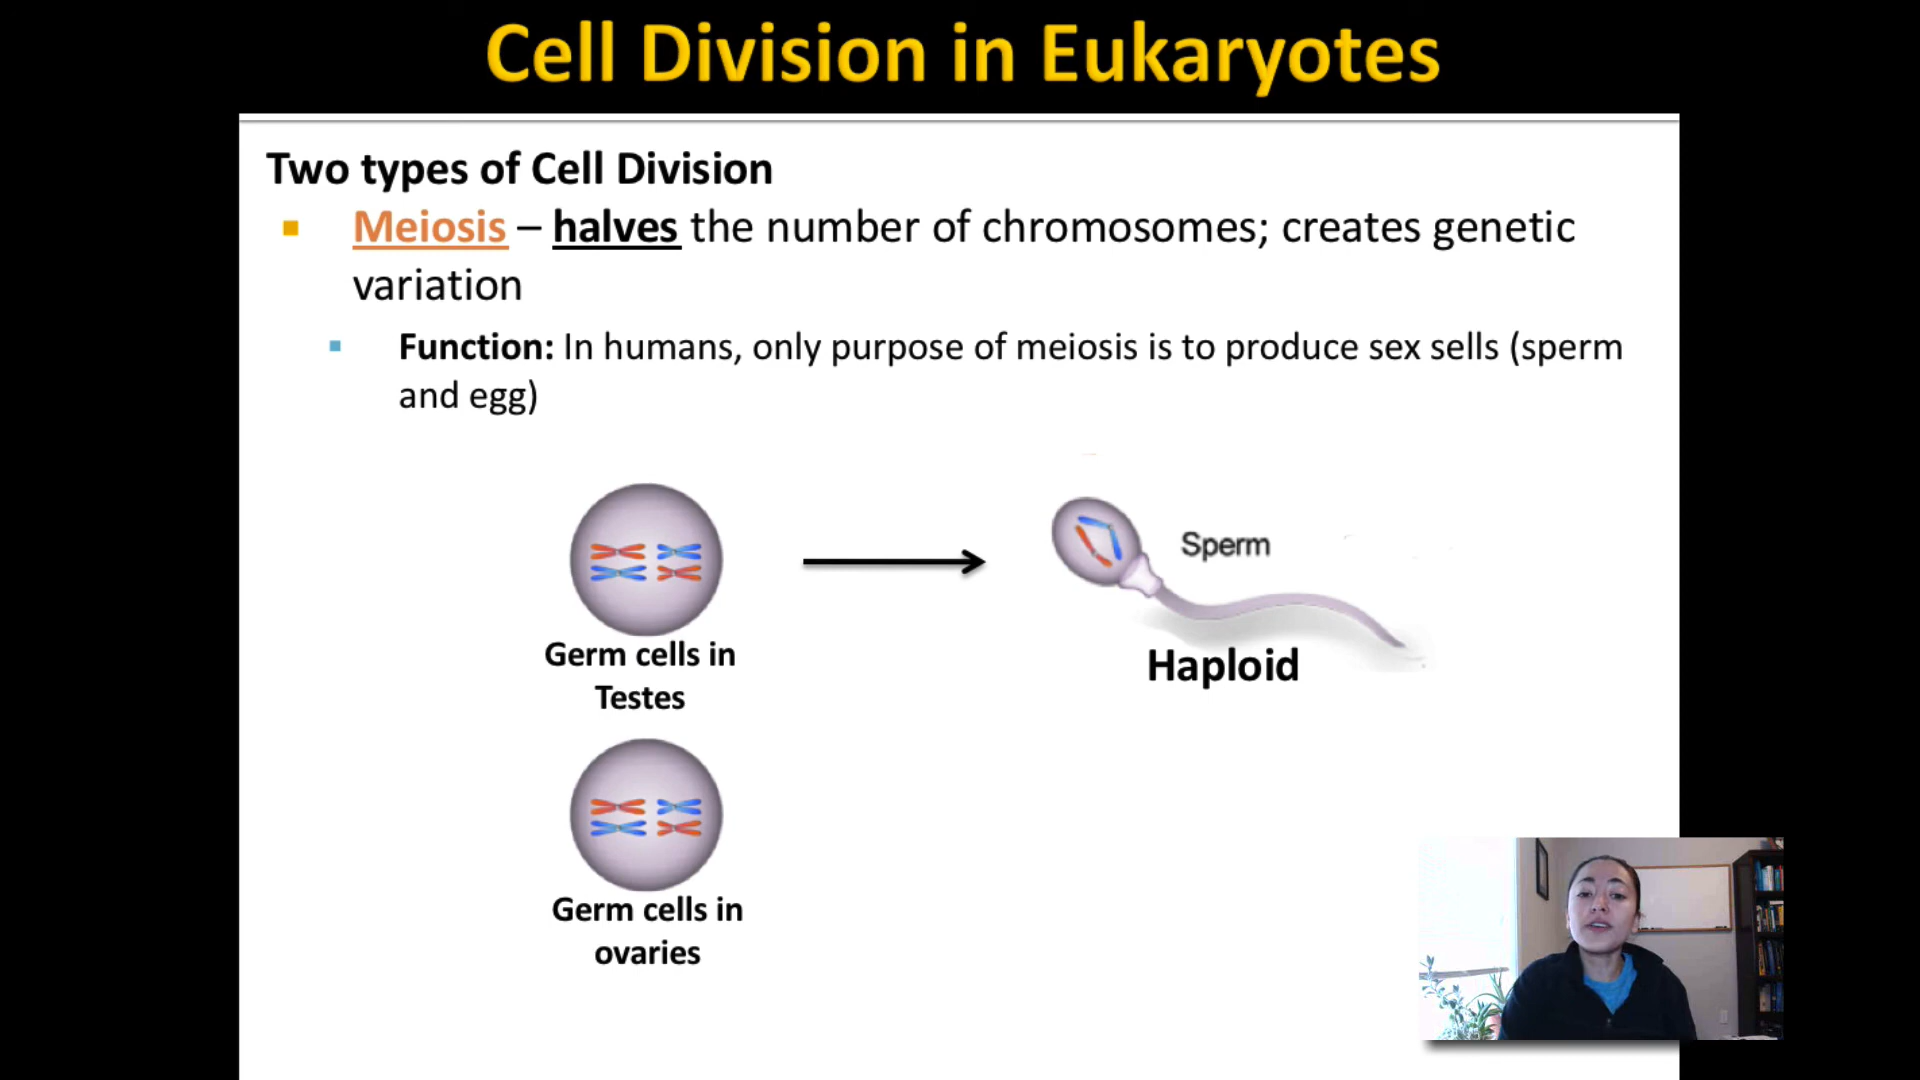 Cell Division in Eukaryotes
Two types of Cell Division
Meiosis – halves the number of chromosomes; creates genetic
variation
Function: In humans, only purpose of meiosis is to produce sex sells (sperm
and egg)
Sperm
Haploid
Germ cells in
Testes
Germ cells in
ovaries